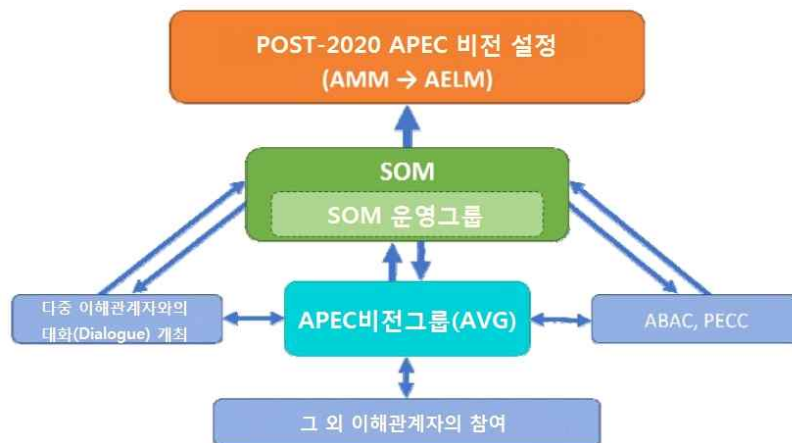 POST-2020 APEC 비전 설정
(AMM → AELM)
SOM
SOM 운영그룹
다중 이해관계자와의
대화(Dialogue) 개최
APEC비전그룹(AVG)
ABAC, PECC
그 외 이해관계자의 참여